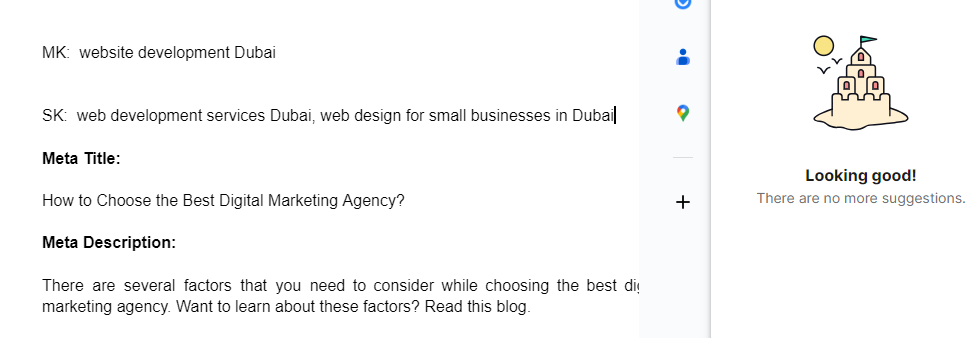 MK: website development Dubai
SK: web development services Dubai, web design for small businesses in Dubai
Meta Title:
How to Choose the Best Digital Marketing Agency?
Meta Description:
There are several factors that you need to consider while choosing the best
marketing agency. Want to learn about these factors? Read this blog.
Looking good!
There are no more suggestions.